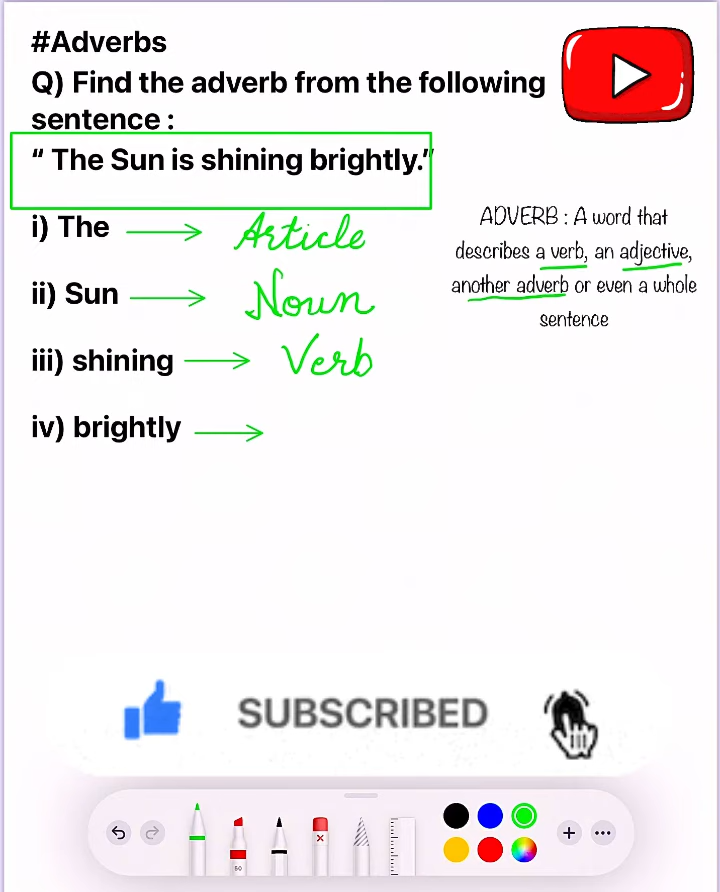 #Adverbs
Q) Find the adverb from the following
sentence :
“ The Sun is shining brightly.”
i) The → Article
ii) Sun → Noun
iii) shining → Verb
iv) brightly →
ADVERB : A word that
describes a verb, an adjective,
another adverb or even a whole
sentence
SUBSCRIBED
50